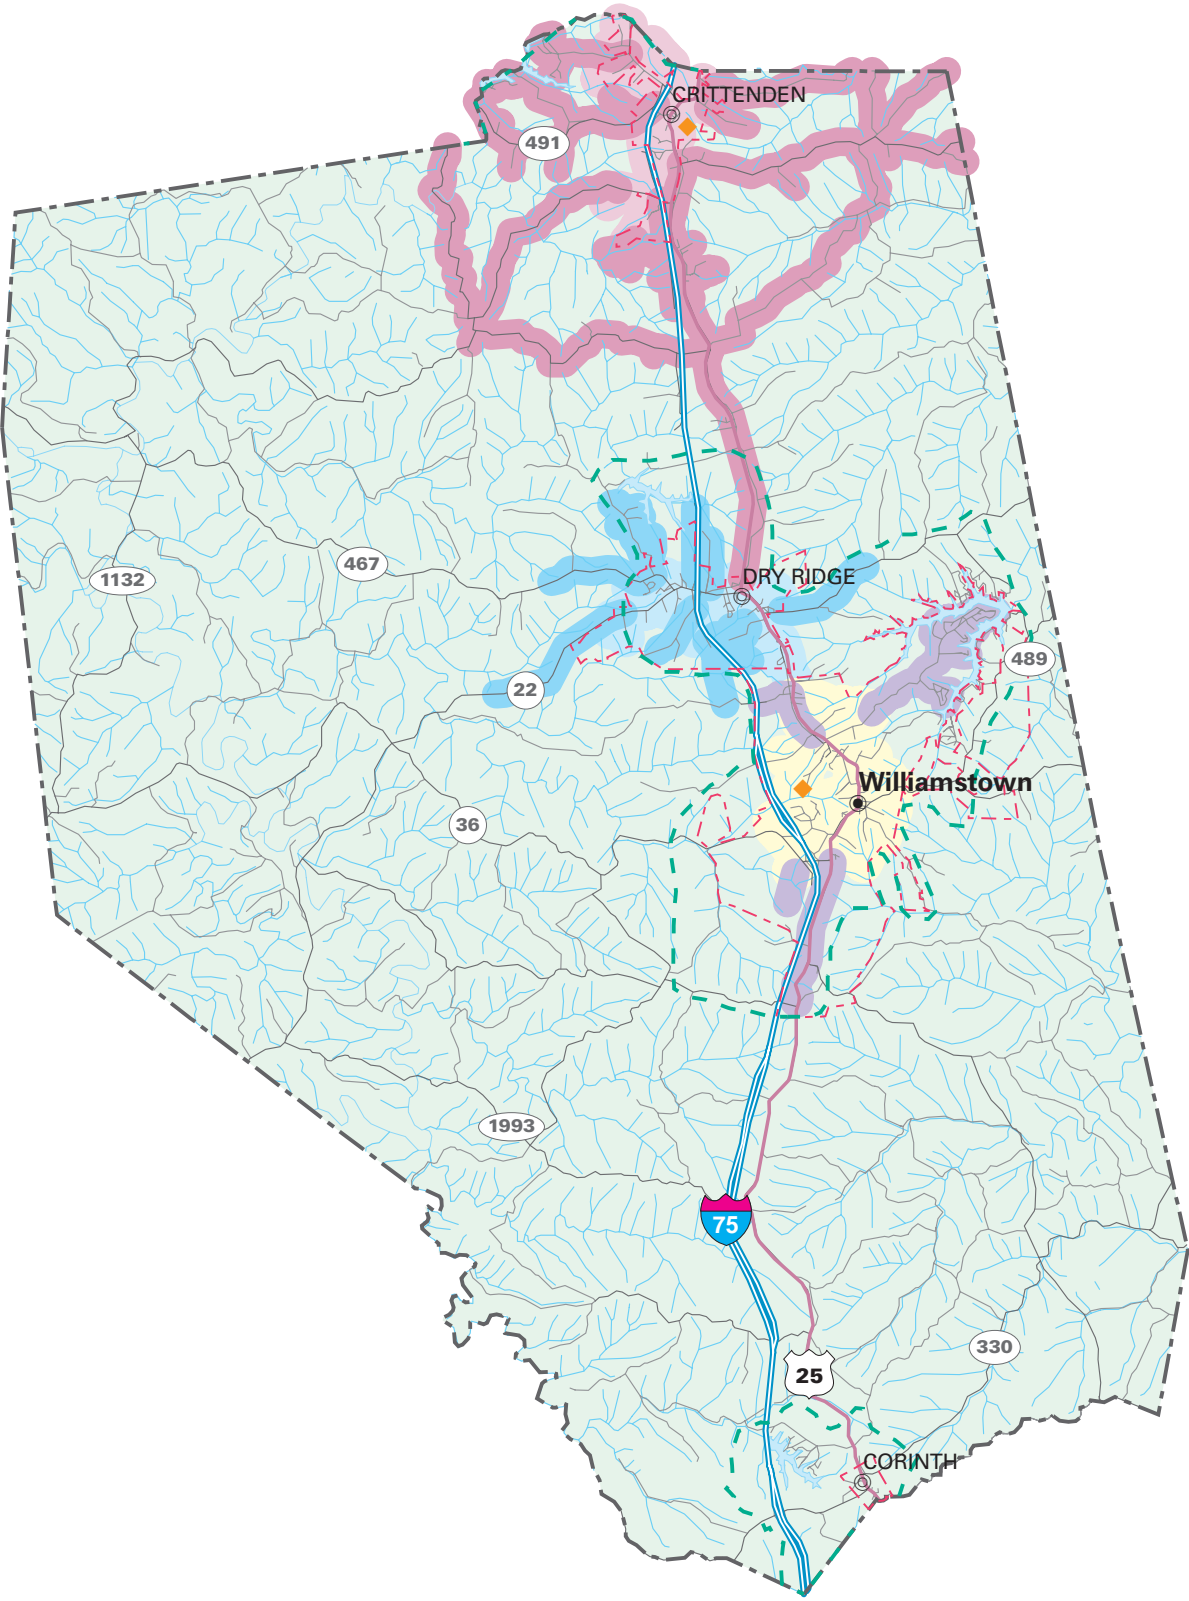 CRITTENDEN
491
467
DRY RIDGE
1132
489
22
Williamstown
36
1993
75
330
25
CORINTH